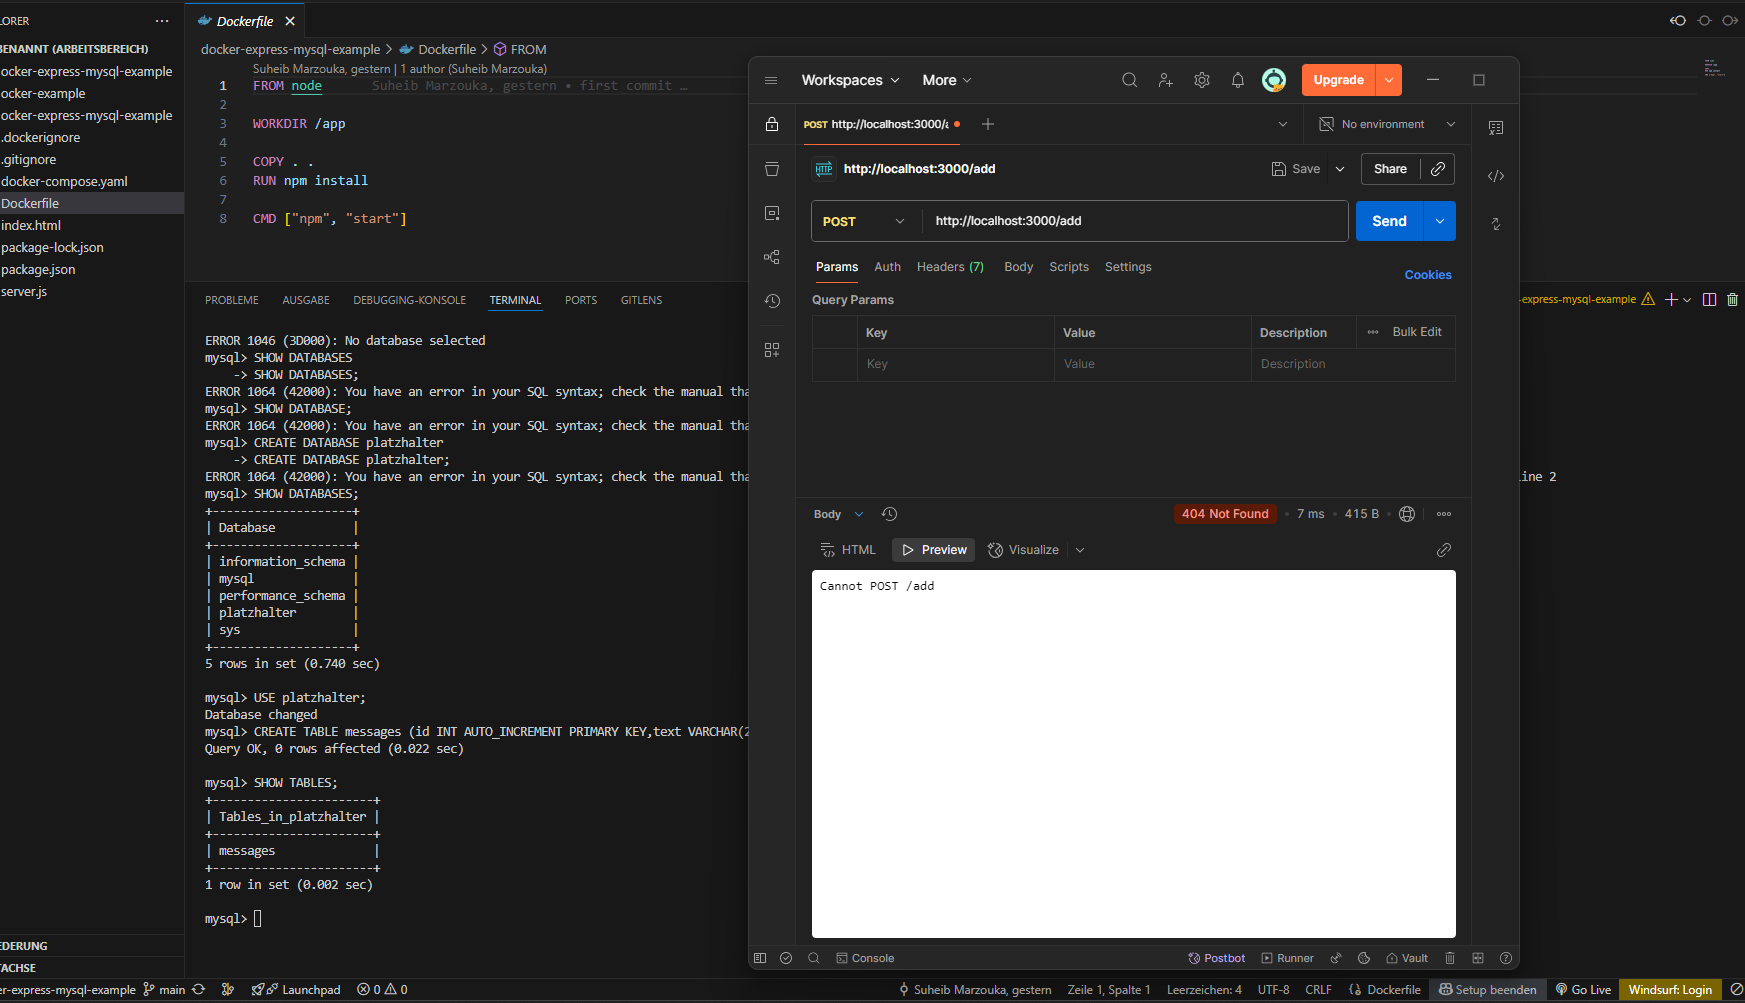 LORER
BENANNT (ARBEITSBEREICH)
ocker-express-mysql-example
ocker-example
ocker-express-mysql-example
.dockerignore
.gitignore
docker-compose.yaml
Dockerfile
index.html
package-lock.json
package.json
server.js
EDERUNG
TACHSE
Dockerfile
docker-express-mysql-example > Dockerfile > FROM
Suheib Marzouka, gestern | 1 author (Suheib Marzouka)
1 FROM node Suheib Marzouka, gestern • first commit …
2
3 WORKDIR /app
4
5 COPY . .
6 RUN npm install
7
8 CMD ["npm", "start"]
PROBLEME AUSGABE DEBUGGING-KONSOLE TERMINAL PORTS GITLENS
-express-mysql-example
ERROR 1046 (3D000): No database selected
mysql> SHOW DATABASES
-> SHOW DATABASES;
ERROR 1064 (42000): You have an error in your SQL syntax; check the manual tha
mysql> SHOW DATABASE;
ERROR 1064 (42000): You have an error in your SQL syntax; check the manual tha
mysql> CREATE DATABASE platzhalter
-> CREATE DATABASE platzhalter;
ERROR 1064 (42000): You have an error in your SQL syntax; check the manual tha
ine 2
mysql> SHOW DATABASES;
+--------------------+
| Database |
+--------------------+
| information_schema |
| mysql |
| performance_schema |
| platzhalter |
| sys |
+--------------------+
5 rows in set (0.740 sec)
mysql> USE platzhalter;
Database changed
mysql> CREATE TABLE messages (id INT AUTO_INCREMENT PRIMARY KEY,text VARCHAR(2
Query OK, 0 rows affected (0.022 sec)
mysql> SHOW TABLES;
+-----------------------+
| Tables_in_platzhalter |
+-----------------------+
| messages |
+-----------------------+
1 row in set (0.002 sec)
mysql>
Workspaces More Upgrade
POST http://localhost:3000/a No environment
HTTP http://localhost:3000/add Save Share
POST http://localhost:3000/add Send
Params Auth Headers (7) Body Scripts Settings Cookies
Query Params
Key Value Description Bulk Edit
Key Value Description
Body 404 Not Found • 7 ms • 415 B
HTML Preview Visualize
Cannot POST /add
Console Postbot Runner Vault
er-express-mysql-example main Launchpad 0 0 Suheib Marzouka, gestern Zeile 1, Spalte 1 Leerzeichen: 4 UTF-8 CRLF Dockerfile Setup beenden Go Live Windsurf: Login